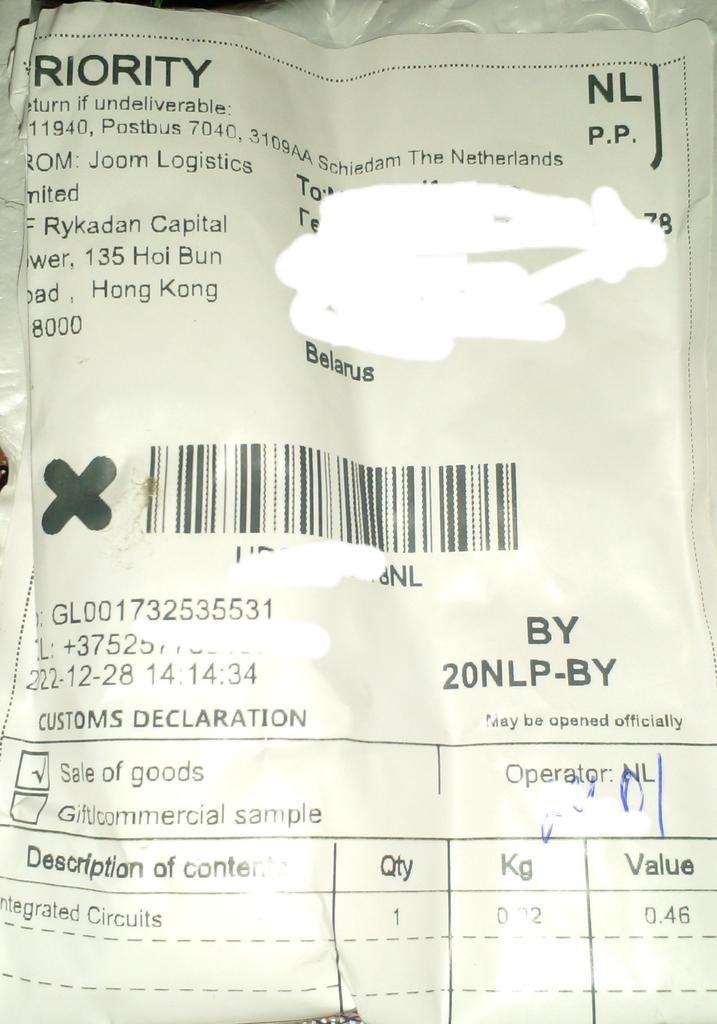 RIORITY
NL
P.P.
eturn if undeliverable:
11940, Postbus 7040, 3109AA Schiedam The Netherlands
ROM: Joom Logistics
mited
F Rykadan Capital
wer, 135 Hoi Bun
oad , Hong Kong
8000
To:
78
Belarus
8NL
: GL001732535531
L: +37525
222-12-28 14:14:34
BY
20NLP-BY
CUSTOMS DECLARATION
May be opened officially
Sale of goods
Operator: NL
Gift\commercial sample
Description of conten Qty Kg Value
ntegrated Circuits 1 0.46